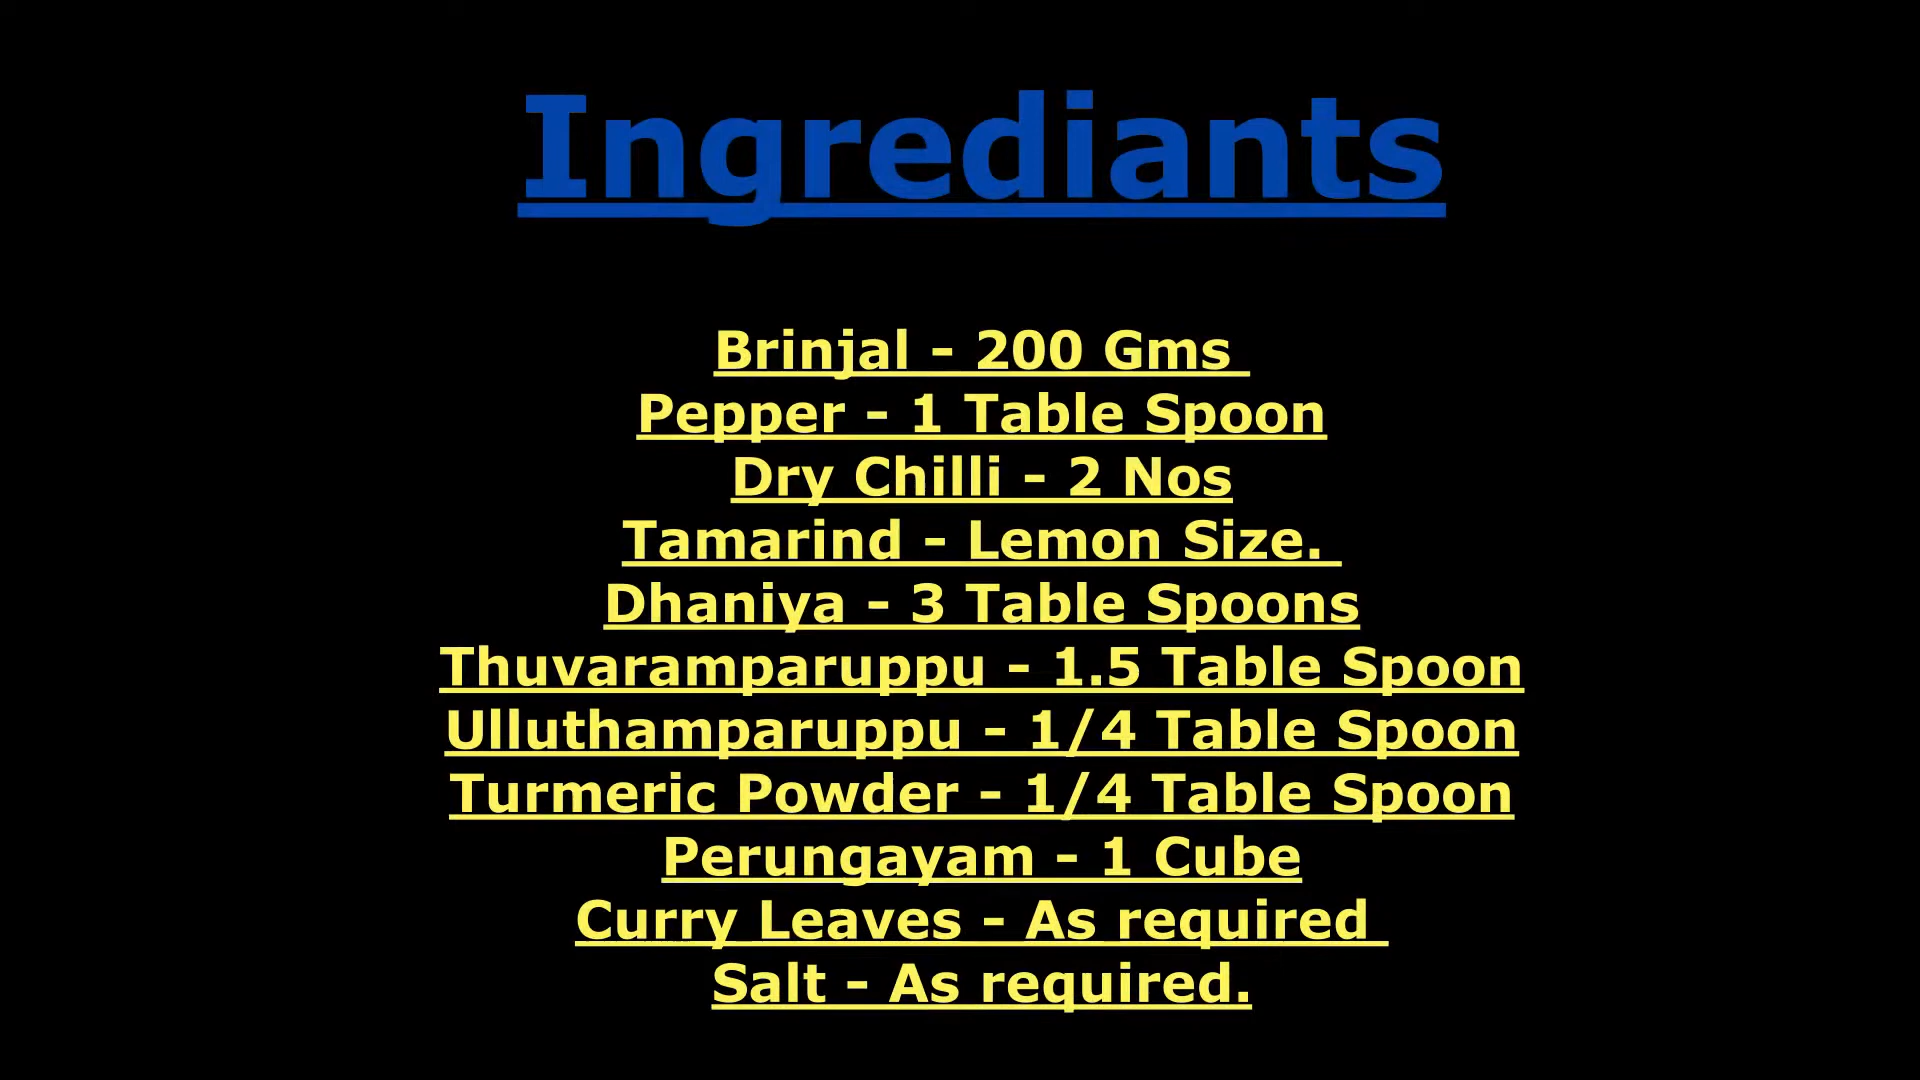 Ingrediants
Brinjal - 200 Gms
Pepper - 1 Table Spoon
Dry Chilli - 2 Nos
Tamarind - Lemon Size.
Dhaniya - 3 Table Spoons
Thuvaramparuppu - 1.5 Table Spoon
Ulluthamparuppu - 1/4 Table Spoon
Turmeric Powder - 1/4 Table Spoon
Perungayam - 1 Cube
Curry Leaves - As required
Salt - As required.